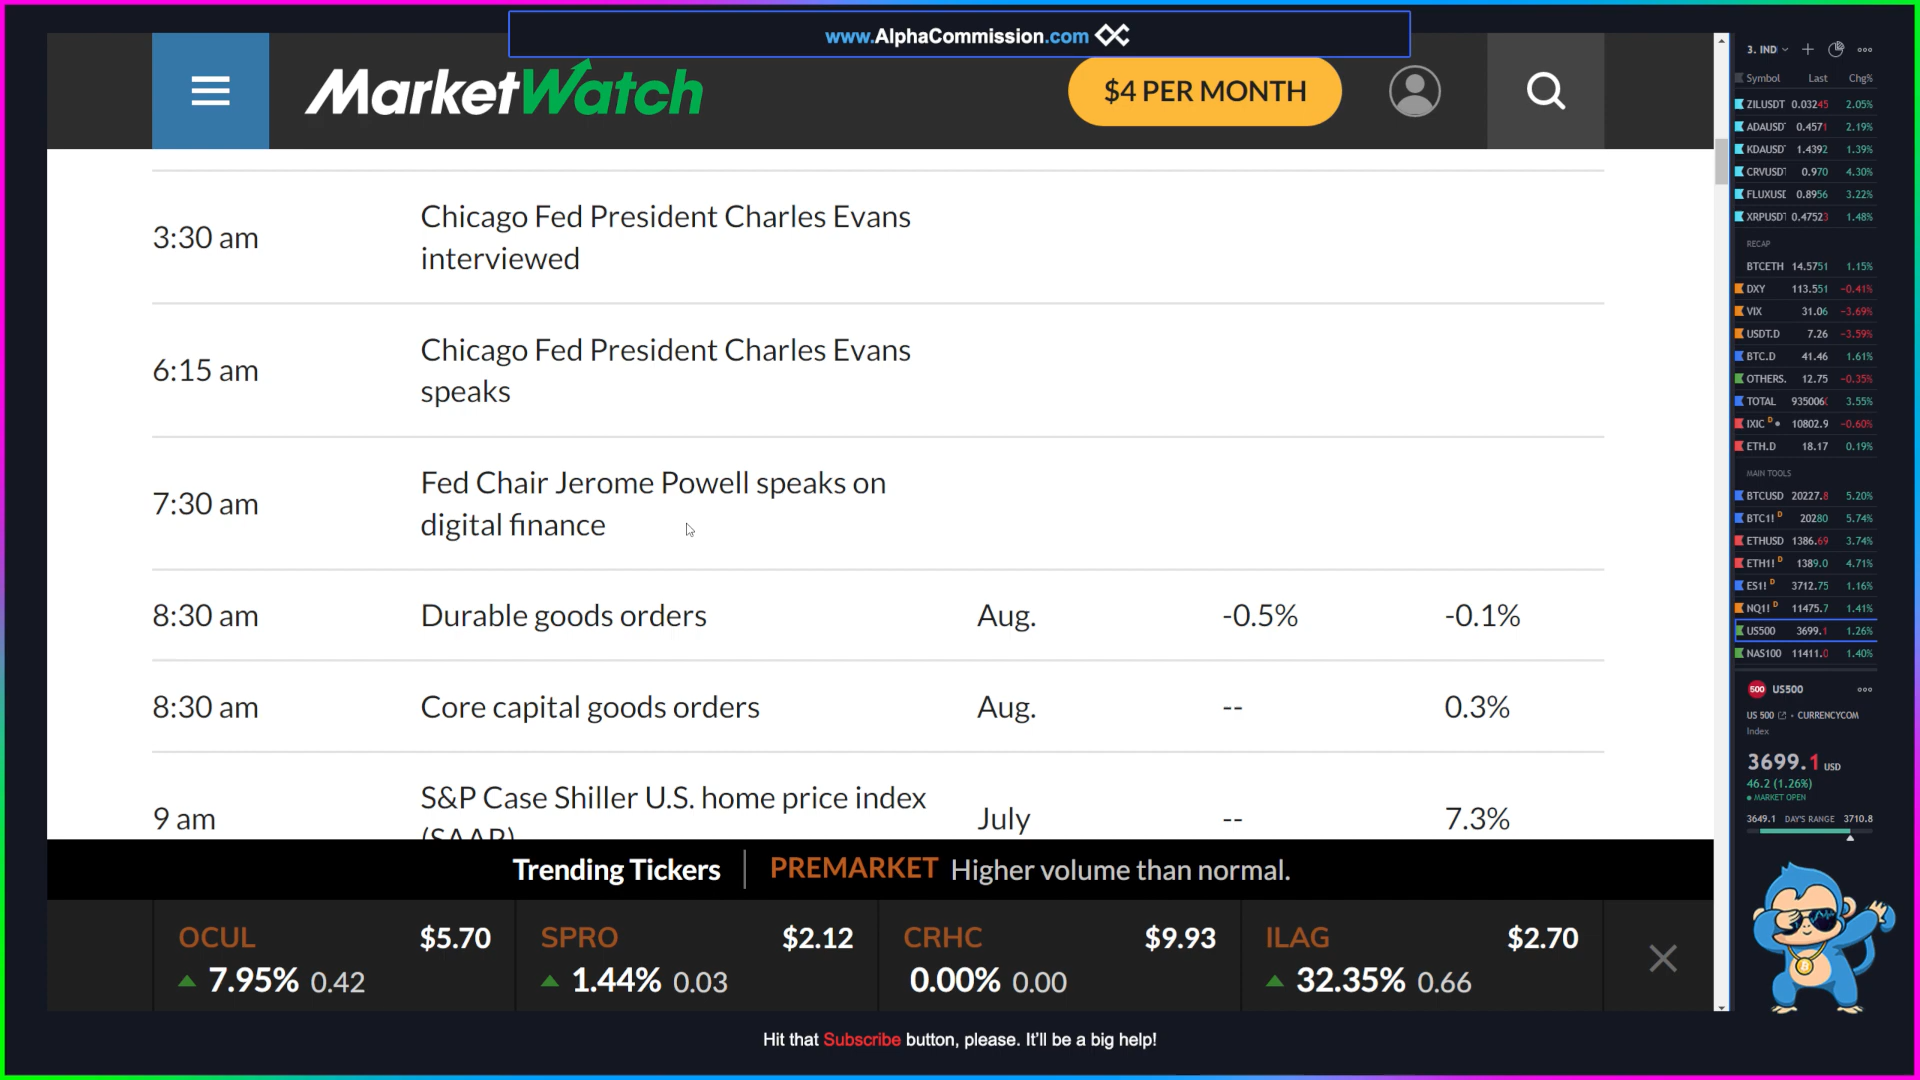 www.AlphaCommission.com
MarketWatch
$4 PER MONTH
3:30 am
Chicago Fed President Charles Evans
interviewed
6:15 am
Chicago Fed President Charles Evans
speaks
7:30 am
Fed Chair Jerome Powell speaks on
digital finance
8:30 am Durable goods orders Aug. -0.5% -0.1%
8:30 am Core capital goods orders Aug. -- 0.3%
9 am
S&P Case Shiller U.S. home price index
(SAAR)
July -- 7.3%
Trending Tickers PREMARKET Higher volume than normal.
OCUL $5.70
7.95% 0.42
SPRO $2.12
1.44% 0.03
CRHC $9.93
0.00% 0.00
ILAG $2.70
32.35% 0.66
Hit that Subscribe button, please. It'll be a big help!
3. IND
Symbol Last Chg%
ZILUSDT 0.03245 2.05%
ADAUSD 0.4571 2.19%
KDAUSD 1.4392 1.39%
CRVUSD 0.970 4.30%
FLUXUSD 0.8956 3.22%
XRPUSD 0.47523 1.48%
RECAP
BTCETH 14.5751 1.15%
DXY 113.551 -0.41%
VIX 31.06 -3.69%
USDT.D 7.26 -3.59%
BTC.D 41.46 1.61%
OTHERS. 12.75 -0.35%
TOTAL 935006 3.55%
IXIC D 10802.9 -0.60%
ETH.D 18.17 0.19%
MAIN TOOLS
BTCUSD 20227.8 5.20%
BTC1! D 20280 5.74%
ETHUSD 1386.69 3.74%
ETH1! D 1389.0 4.71%
ES1! D 3712.75 1.16%
NQ1! D 11475.7 1.41%
US500 3699.1 1.26%
NAS100 11411.0 1.40%
500 US500
US 500 • CURRENCYCOM
Index
3699.1 USD
46.2 (1.26%)
MARKET OPEN
3649.1 DAY'S RANGE 3710.8